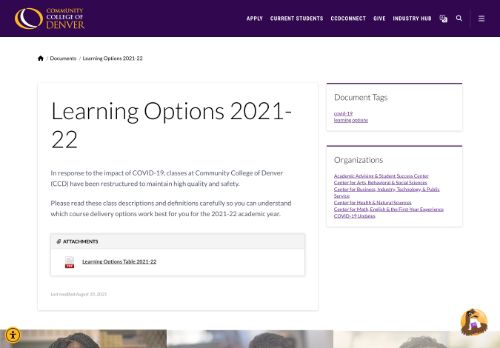 COMMUNITY
COLLEGE OF
DENVER
APPLY CURRENT STUDENTS CCDCONNECT GIVE INDUSTRY HUB
/ Documents / Learning Options 2021-22
Learning Options 2021-
22
In response to the impact of COVID-19, classes at Community College of Denver
(CCD) have been restructured to maintain high quality and safety.
Please read these class descriptions and definitions carefully so you can understand
which course delivery options work best for you for the 2021-22 academic year.
ATTACHMENTS
Learning Options Table 2021-22
Last modified August 10, 2021
Document Tags
covid-19
learning options
Organizations
Academic Advising & Student Success Center
Center for Arts, Behavioral & Social Sciences
Center for Business, Industry, Technology & Public
Service
Center for Health & Natural Sciences
Center for Math, English & the First-Year Experience
COVID-19 Updates